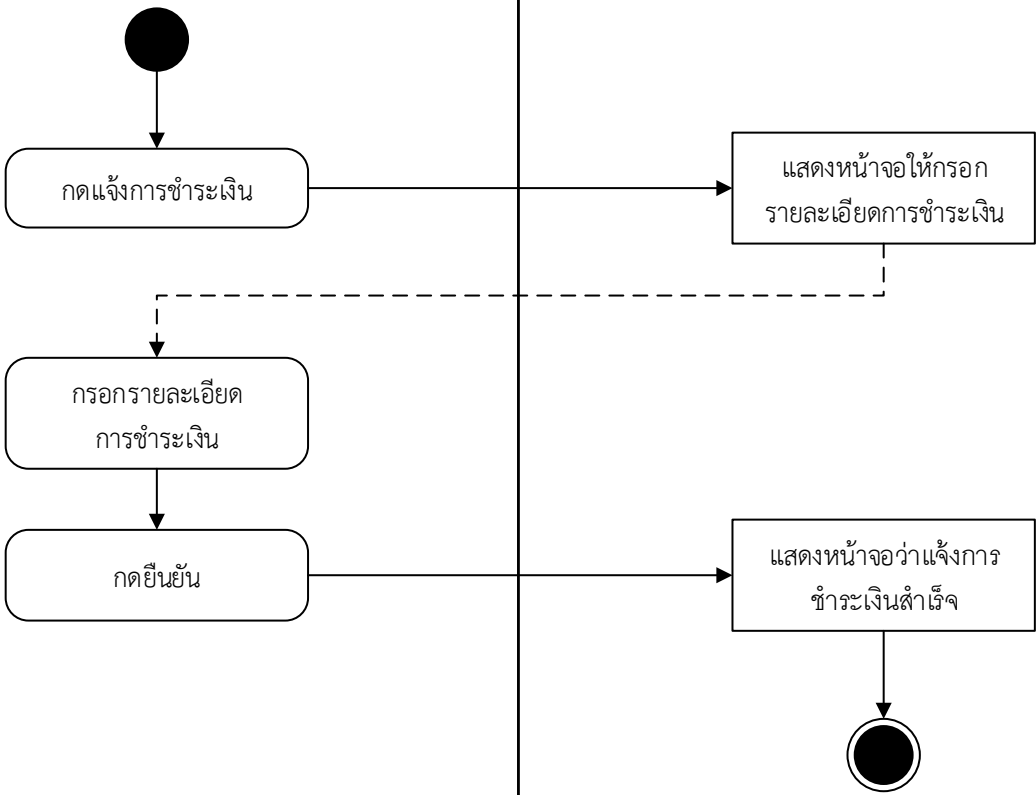 กดแจ้งการชำระเงิน
แสดงหน้าจอให้กรอก
รายละเอียดการชำระเงิน
กรอกรายละเอียด
การชำระเงิน
กดยืนยัน
แสดงหน้าจอว่าแจ้งการ
ชำระเงินสำเร็จ